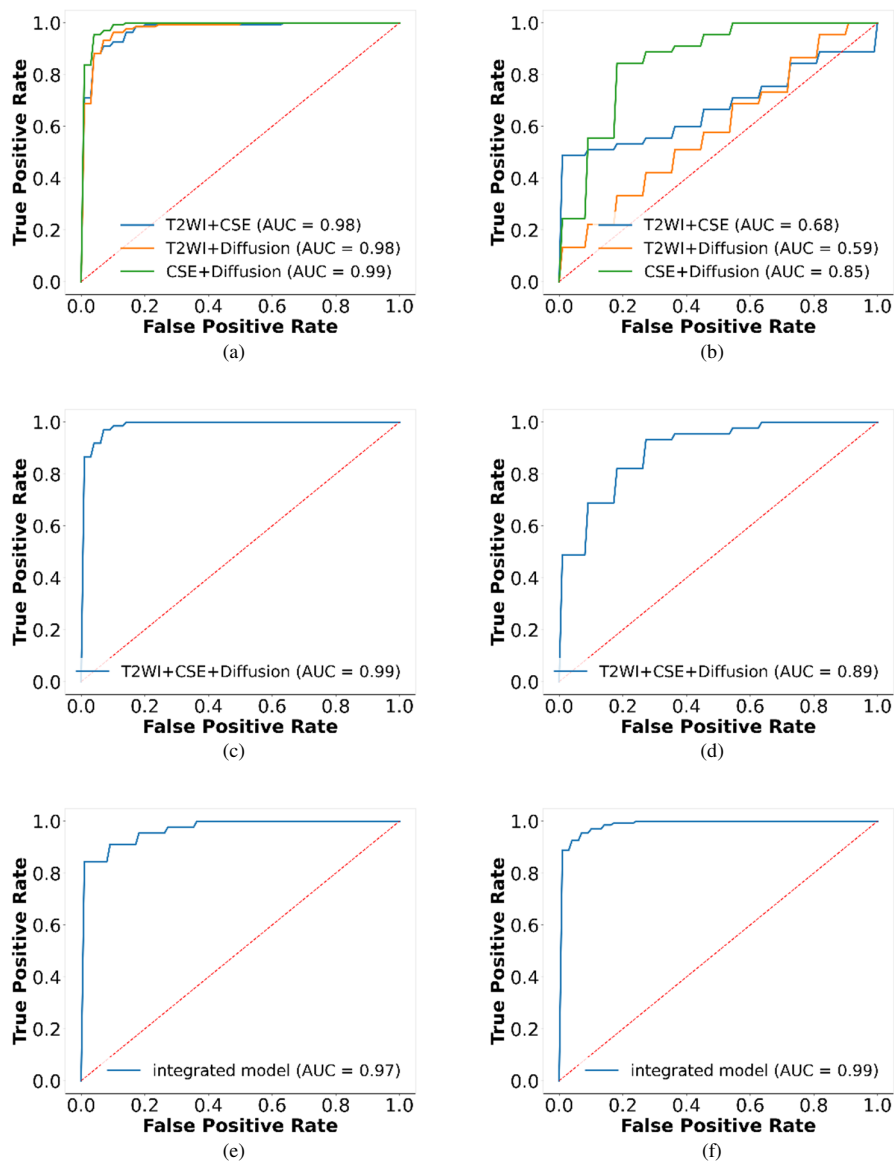 1.0
0.8
0.6
0.4
0.2
0.0
True Positive Rate
T2WI+CSE (AUC = 0.98)
T2WI+Diffusion (AUC = 0.98)
CSE+Diffusion (AUC = 0.99)
0.0 0.2 0.4 0.6 0.8 1.0
False Positive Rate
(a)
1.0
0.8
0.6
0.4
0.2
0.0
True Positive Rate
T2WI+CSE (AUC = 0.68)
T2WI+Diffusion (AUC = 0.59)
CSE+Diffusion (AUC = 0.85)
0.0 0.2 0.4 0.6 0.8 1.0
False Positive Rate
(b)
1.0
0.8
0.6
0.4
0.2
0.0
True Positive Rate
T2WI+CSE+Diffusion (AUC = 0.99)
0.0 0.2 0.4 0.6 0.8 1.0
False Positive Rate
(c)
1.0
0.8
0.6
0.4
0.2
0.0
True Positive Rate
T2WI+CSE+Diffusion (AUC = 0.89)
0.0 0.2 0.4 0.6 0.8 1.0
False Positive Rate
(d)
1.0
0.8
0.6
0.4
0.2
0.0
True Positive Rate
integrated model (AUC = 0.97)
0.0 0.2 0.4 0.6 0.8 1.0
False Positive Rate
(e)
1.0
0.8
0.6
0.4
0.2
0.0
True Positive Rate
integrated model (AUC = 0.99)
0.0 0.2 0.4 0.6 0.8 1.0
False Positive Rate
(f)